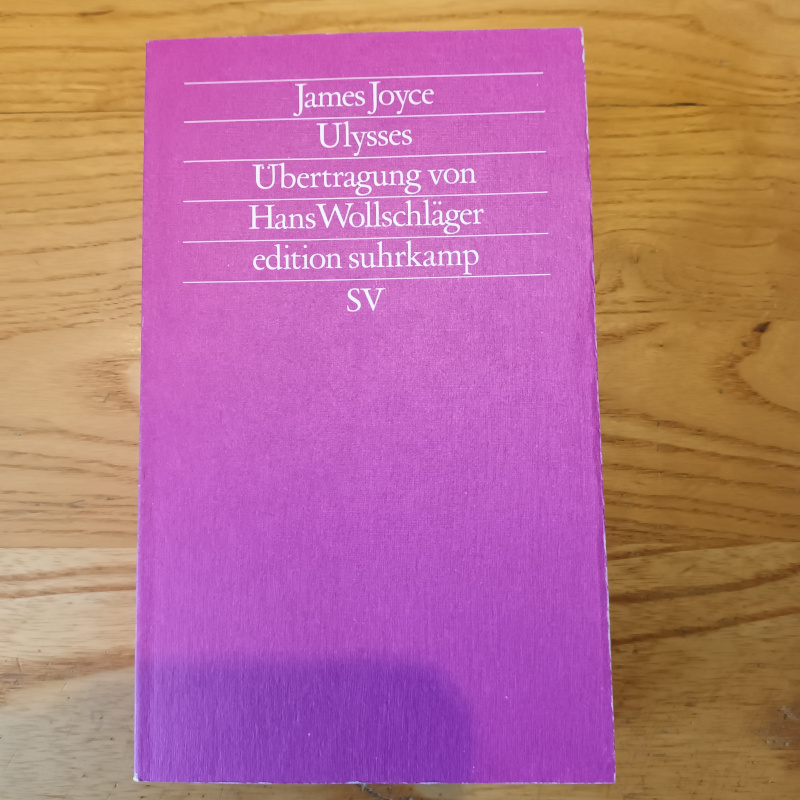 James Joyce
Ulysses
Übertragung von
Hans Wollschläger
edition suhrkamp
SV